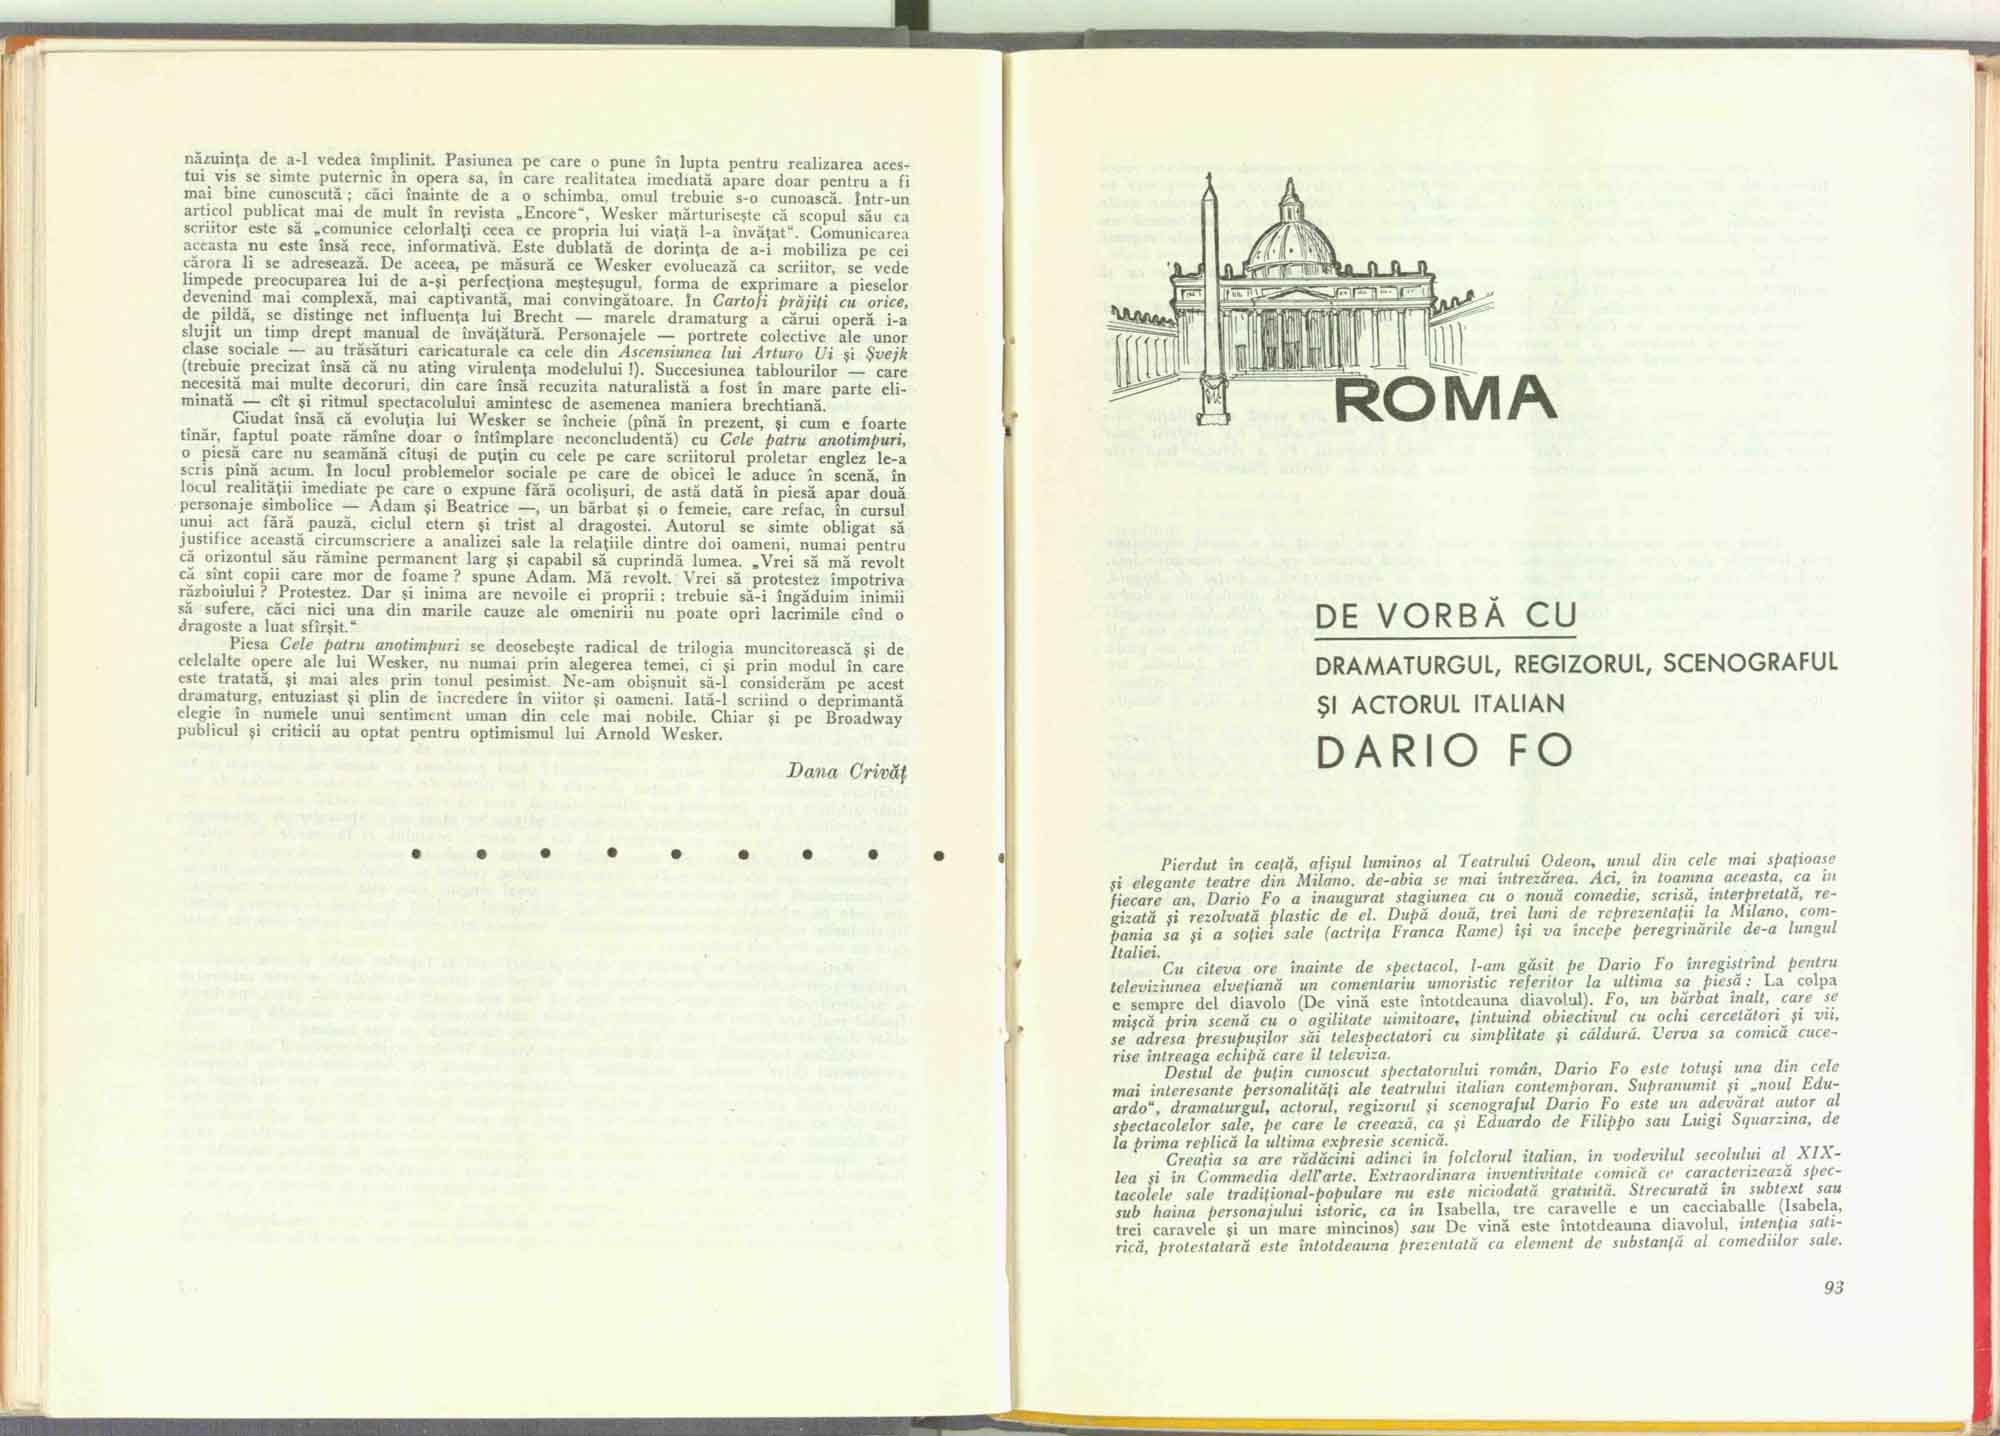 năzuința de a-l vedea împlinit. Pasiunea pe care o pune în lupta pentru realizarea aces-
tui vis se simte puternic în opera sa, în care realitatea imediată apare doar pentru a fi
mai bine cunoscută ; căci înainte de a o schimba, omul trebuie s-o cunoască. Într-un
articol publicat mai de mult în revista „Encore“, Wesker mărturisește că scopul său ca
scriitor este să „comunice celorlalți ceea ce propria lui viață l-a învățat“. Comunicarea
aceasta nu este însă rece, informativă. Este dublată de dorința de a-i mobiliza pe cei
cărora li se adresează. De aceea, pe măsură ce Wesker evoluează ca scriitor, se vede
limpede preocuparea lui de a-și perfecționa meșteșugul, forma de exprimare a pieselor
devenind mai complexă, mai captivantă, mai convingătoare. În Cartofi prăjiți cu orice,
de pildă, se distinge net influența lui Brecht — marele dramaturg a cărui operă i-a
slujit un timp drept manual de învățătură. Personajele — portrete colective ale unor
clase sociale — au trăsături caricaturale ca cele din Ascensiunea lui Arturo Ui și Švejk
(trebuie precizat însă că nu ating virulența modelului !). Succesiunea tablourilor — care
necesită mai multe decoruri, din care însă recuzita naturalistă a fost în mare parte eli-
minată — cît și ritmul spectacolului amintesc de asemenea maniera brechtiană.
Ciudat însă că evoluția lui Wesker se încheie (pînă în prezent, și cum e foarte
tînăr, faptul poate rămîne doar o întîmplare neconcludentă) cu Cele patru anotimpuri,
o piesă care nu seamănă cîtuși de puțin cu cele pe care scriitorul proletar englez le-a
scris pînă acum. În locul problemelor sociale pe care de obicei le aduce în scenă, în
locul realității imediate pe care o expune fără ocolișuri, de astă dată în piesă apar două
personaje simbolice — Adam și Beatrice —, un bărbat și o femeie, care refac, în cursul
unui act fără pauză, ciclul etern și trist al dragostei. Autorul se simte obligat să
justifice această circumscriere a analizei sale la relațiile dintre doi oameni, numai pentru
că orizontul său rămîne permanent larg și capabil să cuprindă lumea. „Vrei să mă revolt
că sînt copii care mor de foame ? spune Adam. Mă revolt. Vrei să protestez împotriva
războiului ? Protestez. Dar și inima are nevoile ei proprii ; trebuie să-i îngăduim inimii
să sufere, căci nici una din marile cauze ale omenirii nu poate opri lacrimile cînd o
dragoste a luat sfîrșit.“
Piesa Cele patru anotimpuri se deosebește radical de trilogia muncitorească și de
celelalte opere ale lui Wesker, nu numai prin alegerea temei, ci și prin modul în care
este tratată, și mai ales prin tonul pesimist. Ne-am obișnuit să-l considerăm pe acest
dramaturg, entuziast și plin de încredere în viitor și oameni. Iată-l scriind o deprimantă
elegie în numele unui sentiment uman din cele mai nobile. Chiar și pe Broadway
publicul și criticii au optat pentru optimismul lui Arnold Wesker.
Dana Crivăț
ROMA
DE VORBĂ CU
DRAMATURGUL, REGIZORUL, SCENOGRAFUL
ȘI ACTORUL ITALIAN
DARIO FO
Pierdut în ceață, afișul luminos al Teatrului Odeon, unul din cele mai spațioase
și elegante teatre din Milano, de-abia se mai întrezărea. Aci, în toamna aceasta, ca în
fiecare an, Dario Fo a inaugurat stagiunea cu o nouă comedie, scrisă, interpretată, re-
gizată și rezolvată plastic de el. După două, trei luni de reprezentații la Milano, com-
pania sa și a soției sale (actrița Franca Rame) își va începe peregrinările de-a lungul
Italiei.
Cu cîteva ore înainte de spectacol, l-am găsit pe Dario Fo înregistrînd pentru
televiziunea elvețiană un comentariu umoristic referitor la ultima sa piesă : La colpa
e sempre del diavolo (De vină este întotdeauna diavolul). Fo, un bărbat înalt, care se
mișcă prin scenă cu o agilitate uimitoare, țintuind obiectivul cu ochi cercetători și vii,
se adresa presupușilor săi telespectatori cu simplitate și căldură. Verva sa comică cuce-
rise întreaga echipă care îl televiza.
Destul de puțin cunoscut spectatorului român, Dario Fo este totuși una din cele
mai interesante personalități ale teatrului italian contemporan. Supranumit și „noul Edu-
ardo“, dramaturgul, actorul, regizorul și scenograful Dario Fo este un adevărat autor al
spectacolelor sale, pe care le creează, ca și Eduardo de Filippo sau Luigi Squarzina, de
la prima replică la ultima expresie scenică.
Creația sa are rădăcini adînci în folclorul italian, în vodevilul secolului al XIX-
lea și în Commedia dell'arte. Extraordinara inventivitate comică ce caracterizează spec-
tacolele sale tradițional-populare nu este niciodată gratuită. Strecurată în subtext sau
sub haina personajului istoric, ca în Isabella, tre caravelle e un cacciaballe (Isabela,
trei caravele și un mare mincinos) sau De vină este întotdeauna diavolul, intenția sati-
rică, protestatară este întotdeauna prezentată ca element de substanță al comediilor sale.
93